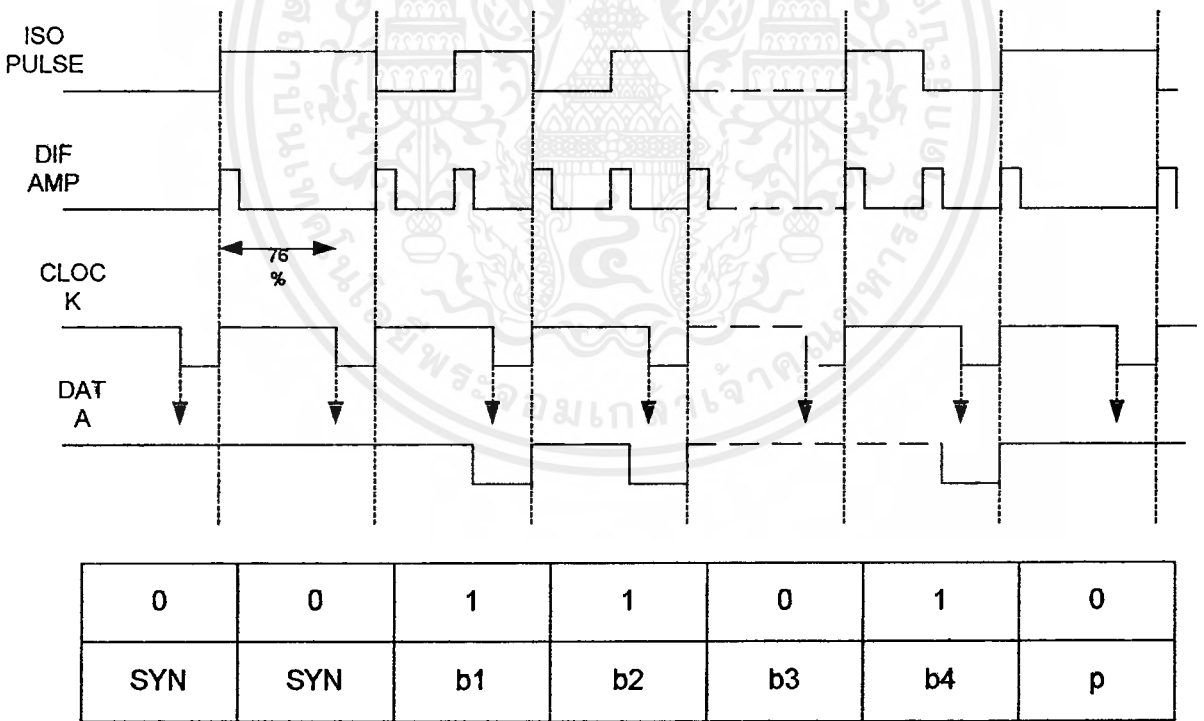 ISO
PULSE
DIF
AMP
76
%
CLOC
K
DAT
A
0 0 1 1 0 1 0
SYN SYN b1 b2 b3 b4 p